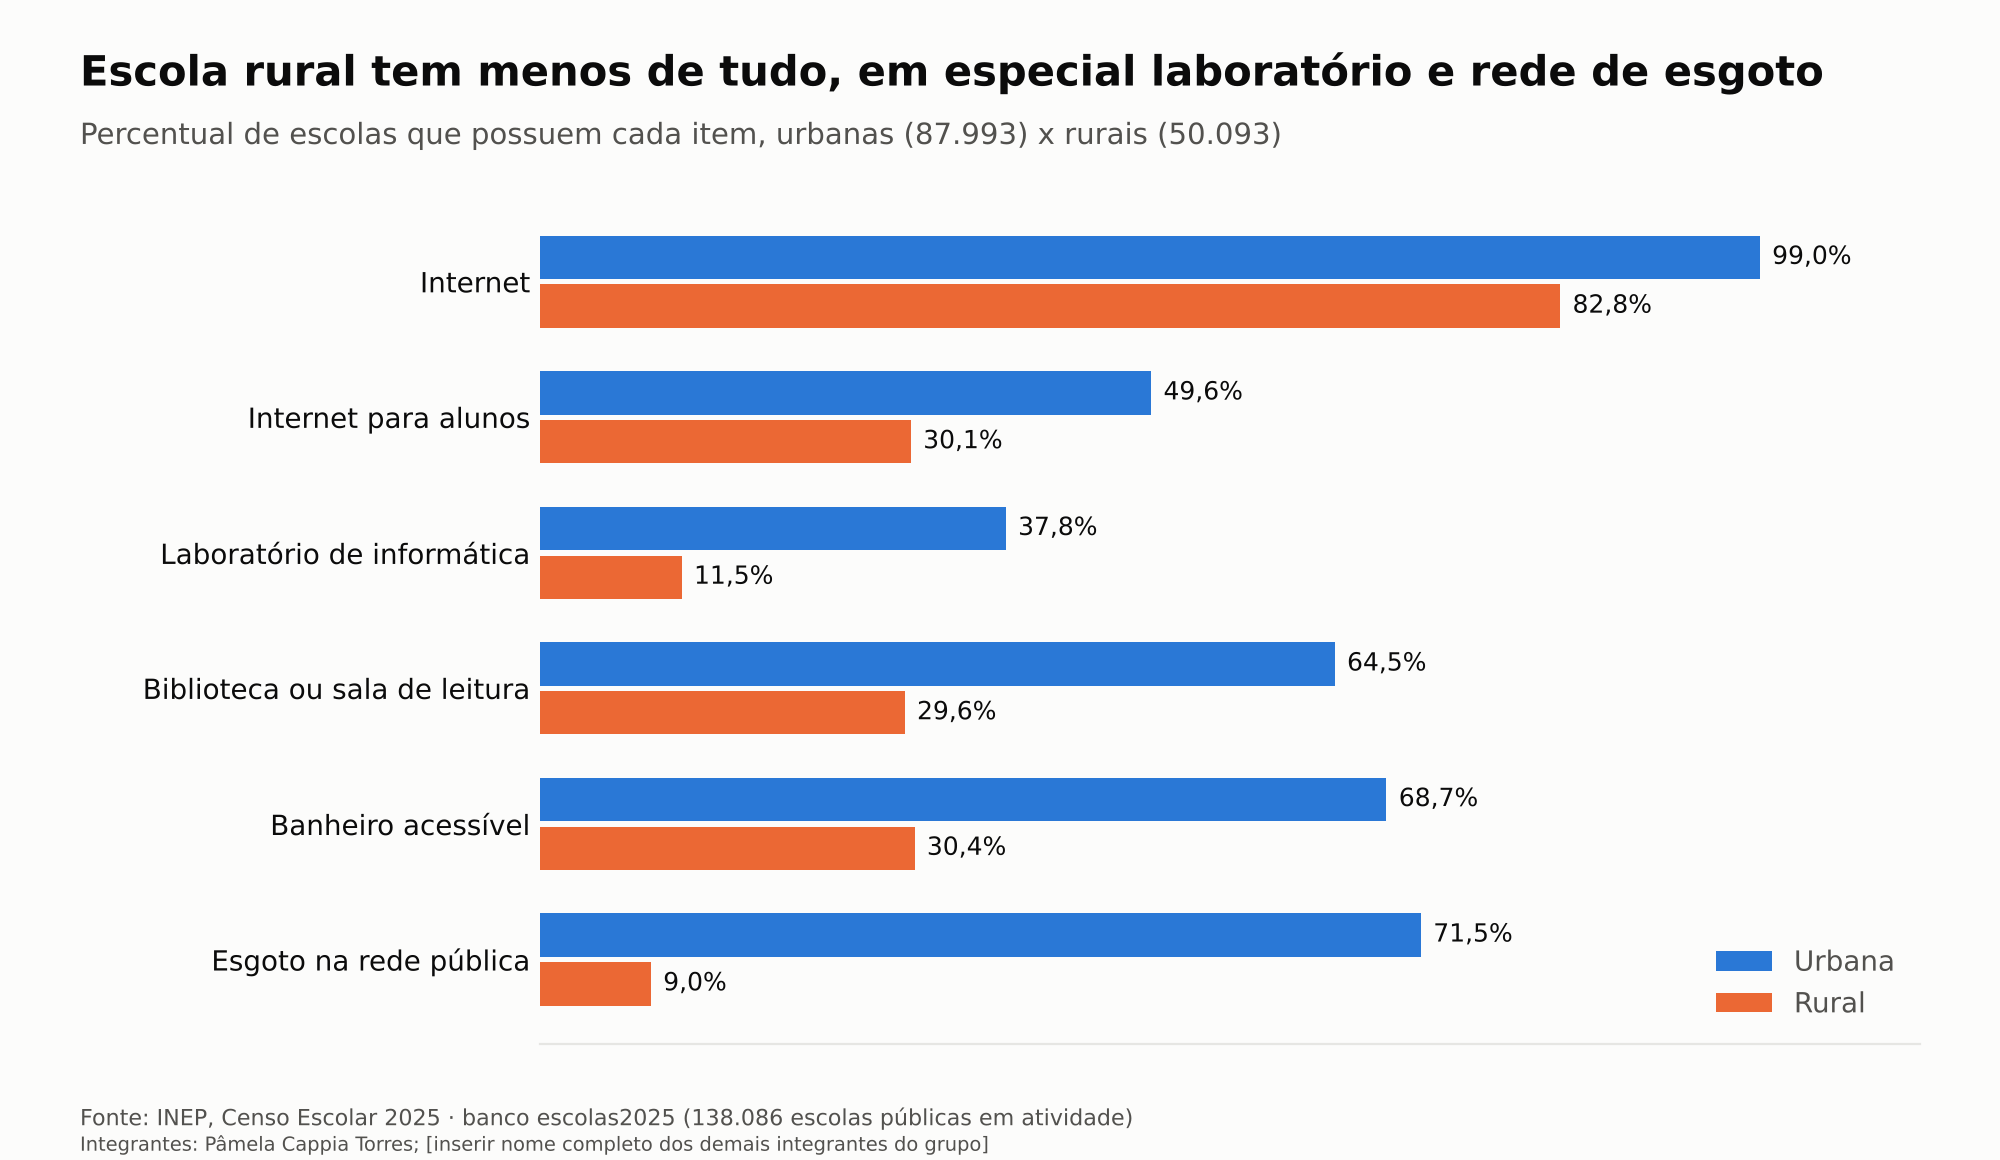 Escola rural tem menos de tudo, em especial laboratório e rede de esgoto
Percentual de escolas que possuem cada item, urbanas (87.993) x rurais (50.093)
Internet
99,0%
82,8%
Internet para alunos
49,6%
30,1%
Laboratório de informática
37,8%
11,5%
Biblioteca ou sala de leitura
64,5%
29,6%
Banheiro acessível
68,7%
30,4%
Esgoto na rede pública
71,5%
9,0%
Urbana
Rural
Fonte: INEP, Censo Escolar 2025 · banco escolas2025 (138.086 escolas públicas em atividade)
Integrantes: Pâmela Cappia Torres; [inserir nome completo dos demais integrantes do grupo]